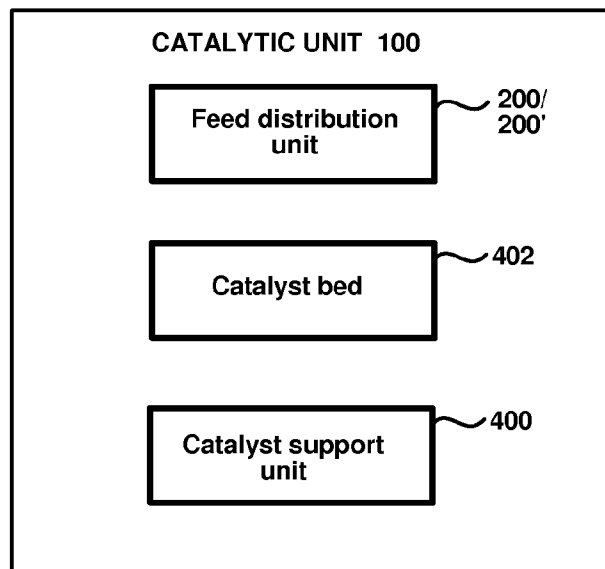 CATALYTIC UNIT 100
Feed distribution
unit
200/
200'
Catalyst bed
402
Catalyst support
unit
400